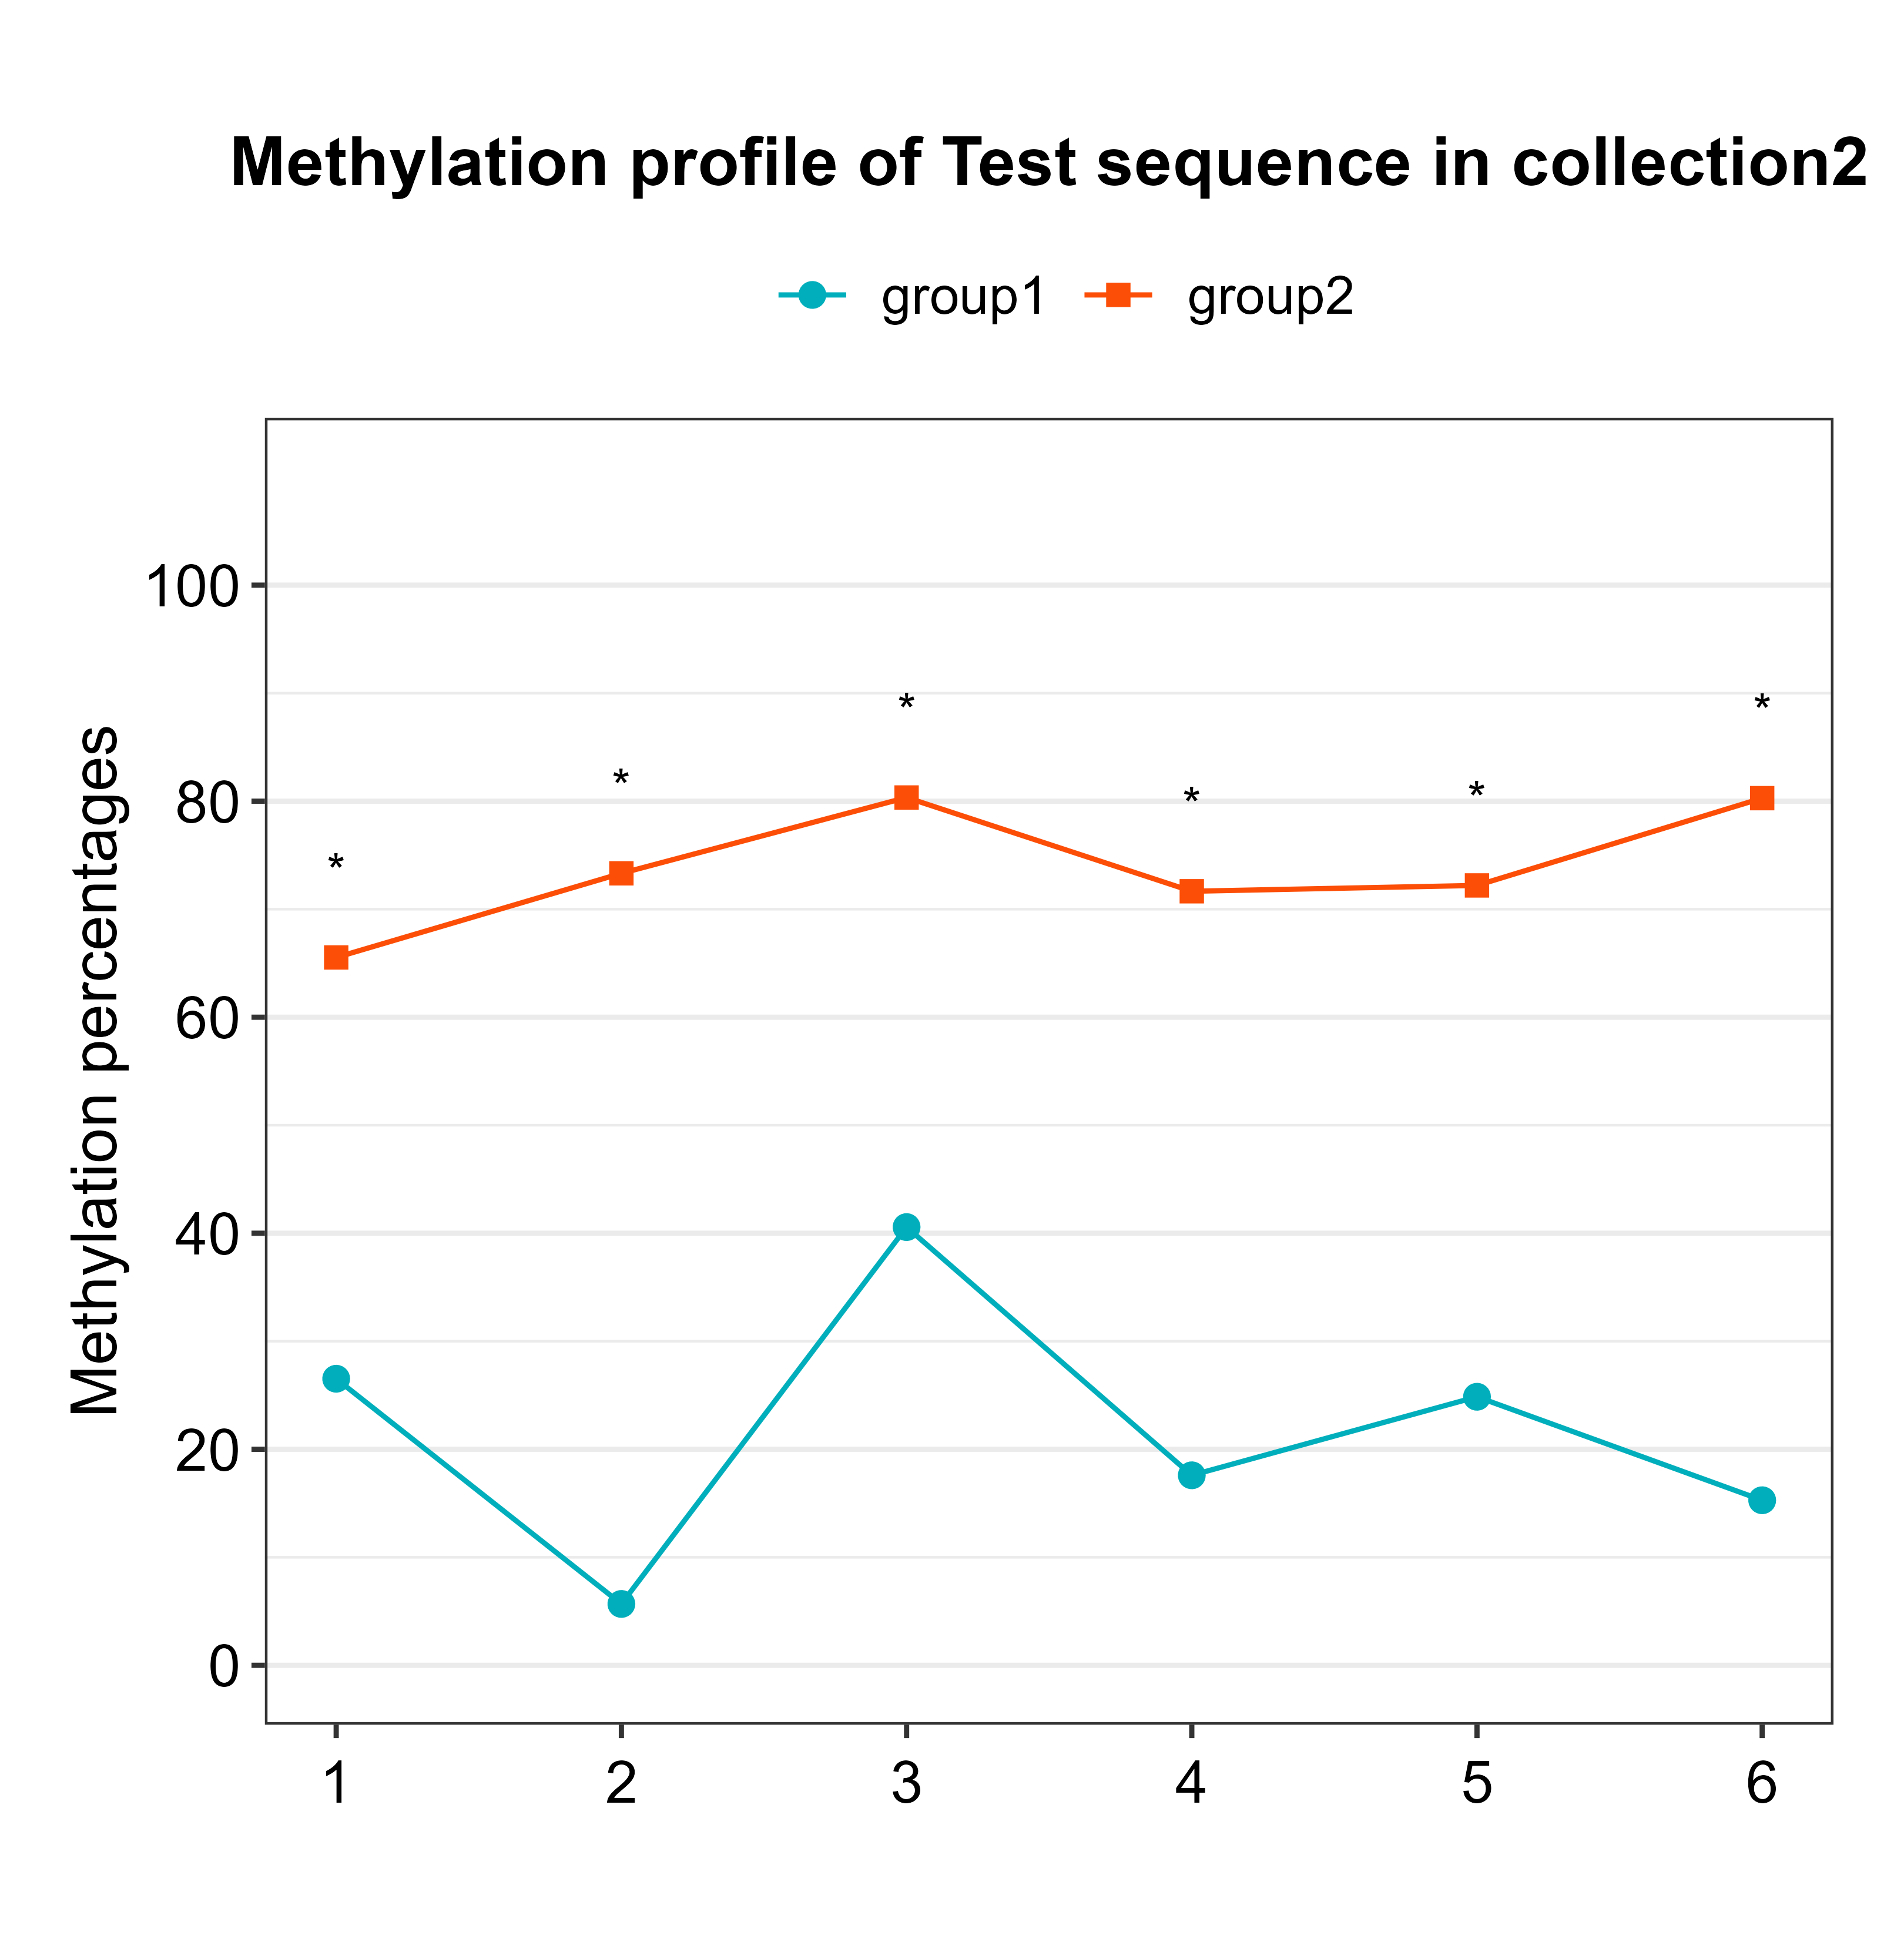 Methylation profile of Test sequence in collection2
group1 group2
Methylation percentages
100
80
60
40
20
0
* * * * * *
1 2 3 4 5 6